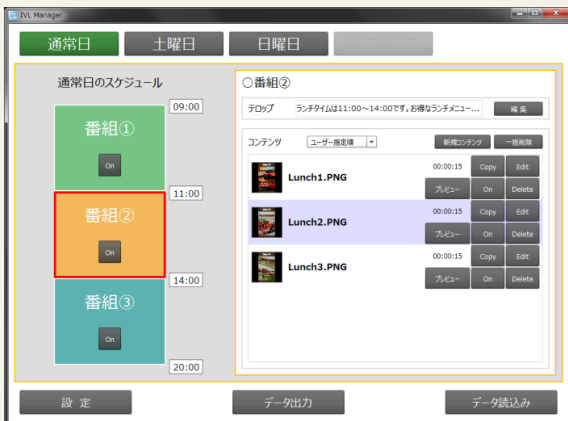 IVL Manager
通常日 土曜日 日曜日
通常日のスケジュール
09:00
番組①
On
11:00
番組②
On
14:00
番組③
On
20:00
〇番組②
テロップ ランチタイムは11:00～14:00です。お得なランチメニュー... 編集
コンテンツ ユーザー指定順 新規コンテンツ 一括削除
Lunch1.PNG 00:00:15 Copy Edit
プレビュー On Delete
Lunch2.PNG 00:00:15 Copy Edit
プレビュー On Delete
Lunch3.PNG 00:00:15 Copy Edit
プレビュー On Delete
設 定 データ出力 データ読込み